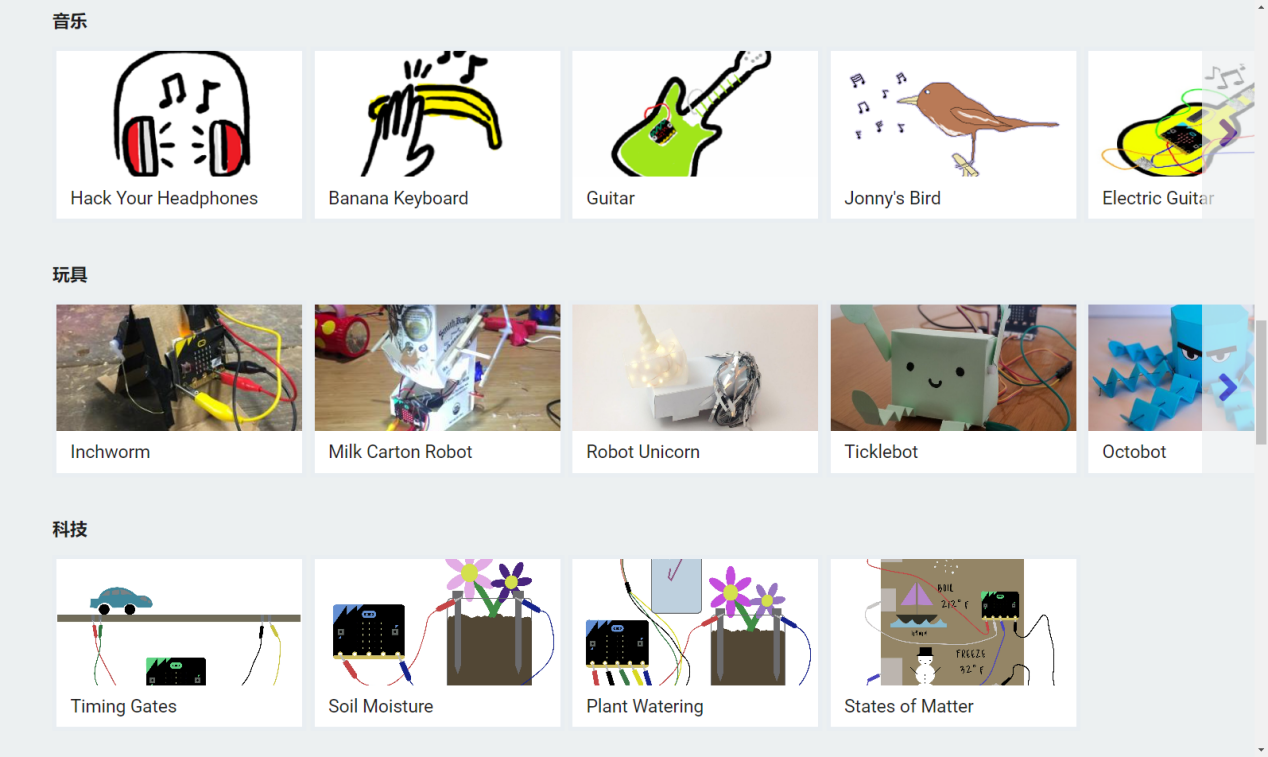 音乐
Hack Your Headphones
Banana Keyboard
Guitar
Jonny's Bird
Electric Guitar
玩具
Inchworm
Milk Carton Robot
Robot Unicorn
Ticklebot
Octobot
科技
BOIL
212° F
FREEZE
32° F
Timing Gates
Soil Moisture
Plant Watering
States of Matter